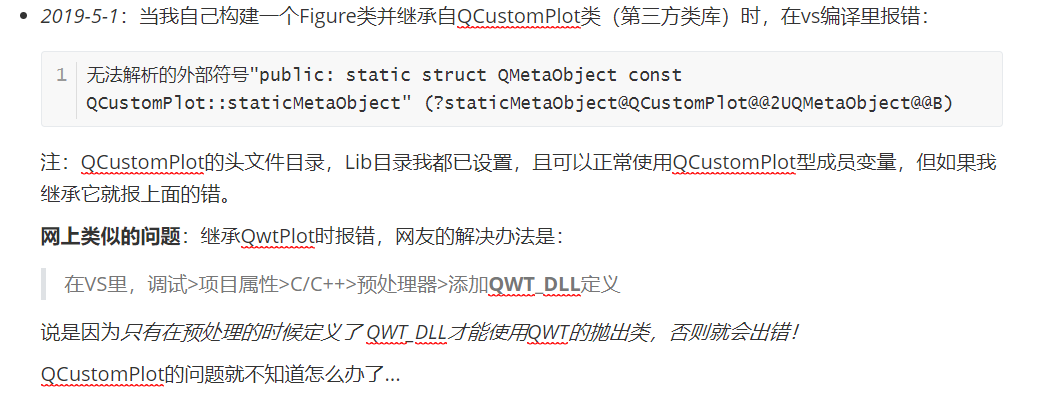 2019-5-1：当我自己构建一个Figure类并继承自QCustomPlot类（第三方类库）时，在vs编译里报错：
1 无法解析的外部符号"public: static struct QMetaObject const
QCustomPlot::staticMetaObject" (?staticMetaObject@QCustomPlot@@2UQMetaObject@@B)
注：QCustomPlot的头文件目录，Lib目录我都已设置，且可以正常使用QCustomPlot型成员变量，但如果我
继承它就报上面的错。
网上类似的问题：继承QwtPlot时报错，网友的解决办法是：
在VS里，调试>项目属性>C/C++>预处理器>添加QWT_DLL定义
说是因为只有在预处理的时候定义了 QWT_DLL才能使用QWT的抛出类，否则就会出错！
QCustomPlot的问题就不知道怎么办了...